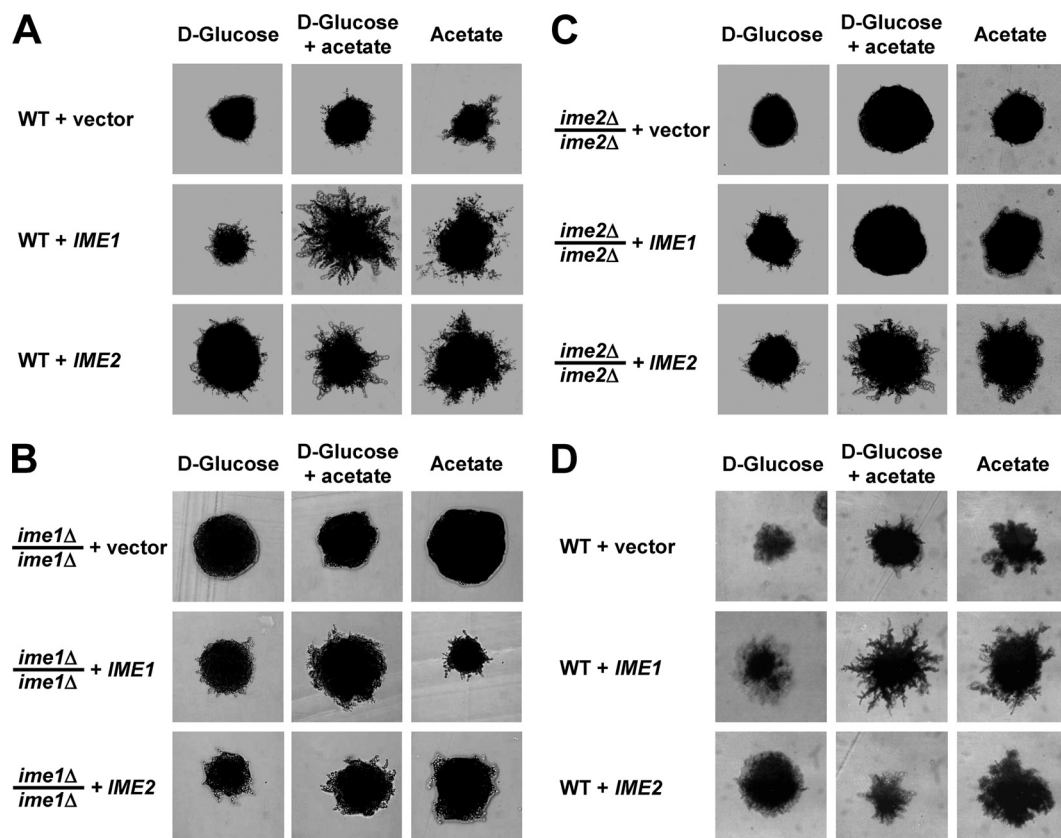 A
D-Glucose
D-Glucose
+ acetate
Acetate
WT + vector
WT + IME1
WT + IME2
C
D-Glucose
D-Glucose
+ acetate
Acetate
ime2Δ
ime2Δ
+ vector
ime2Δ
ime2Δ
+ IME1
ime2Δ
ime2Δ
+ IME2
B
D-Glucose
D-Glucose
+ acetate
Acetate
ime1Δ
ime1Δ
+ vector
ime1Δ
ime1Δ
+ IME1
ime1Δ
ime1Δ
+ IME2
D
D-Glucose
D-Glucose
+ acetate
Acetate
WT + vector
WT + IME1
WT + IME2